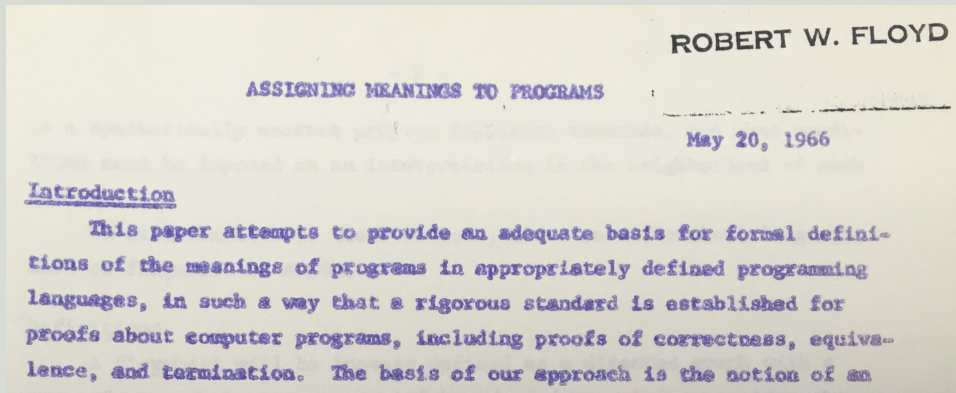 ROBERT W. FLOYD
ASSIGNING MEANINGS TO PROGRAMS
May 20, 1966
Introduction
This paper attempts to provide an adequate basis for formal defini-
tions of the meanings of programs in appropriately defined programming
languages, in such a way that a rigorous standard is established for
proofs about computer programs, including proofs of correctness, equiva-
lence, and termination. The basis of our approach is the notion of an